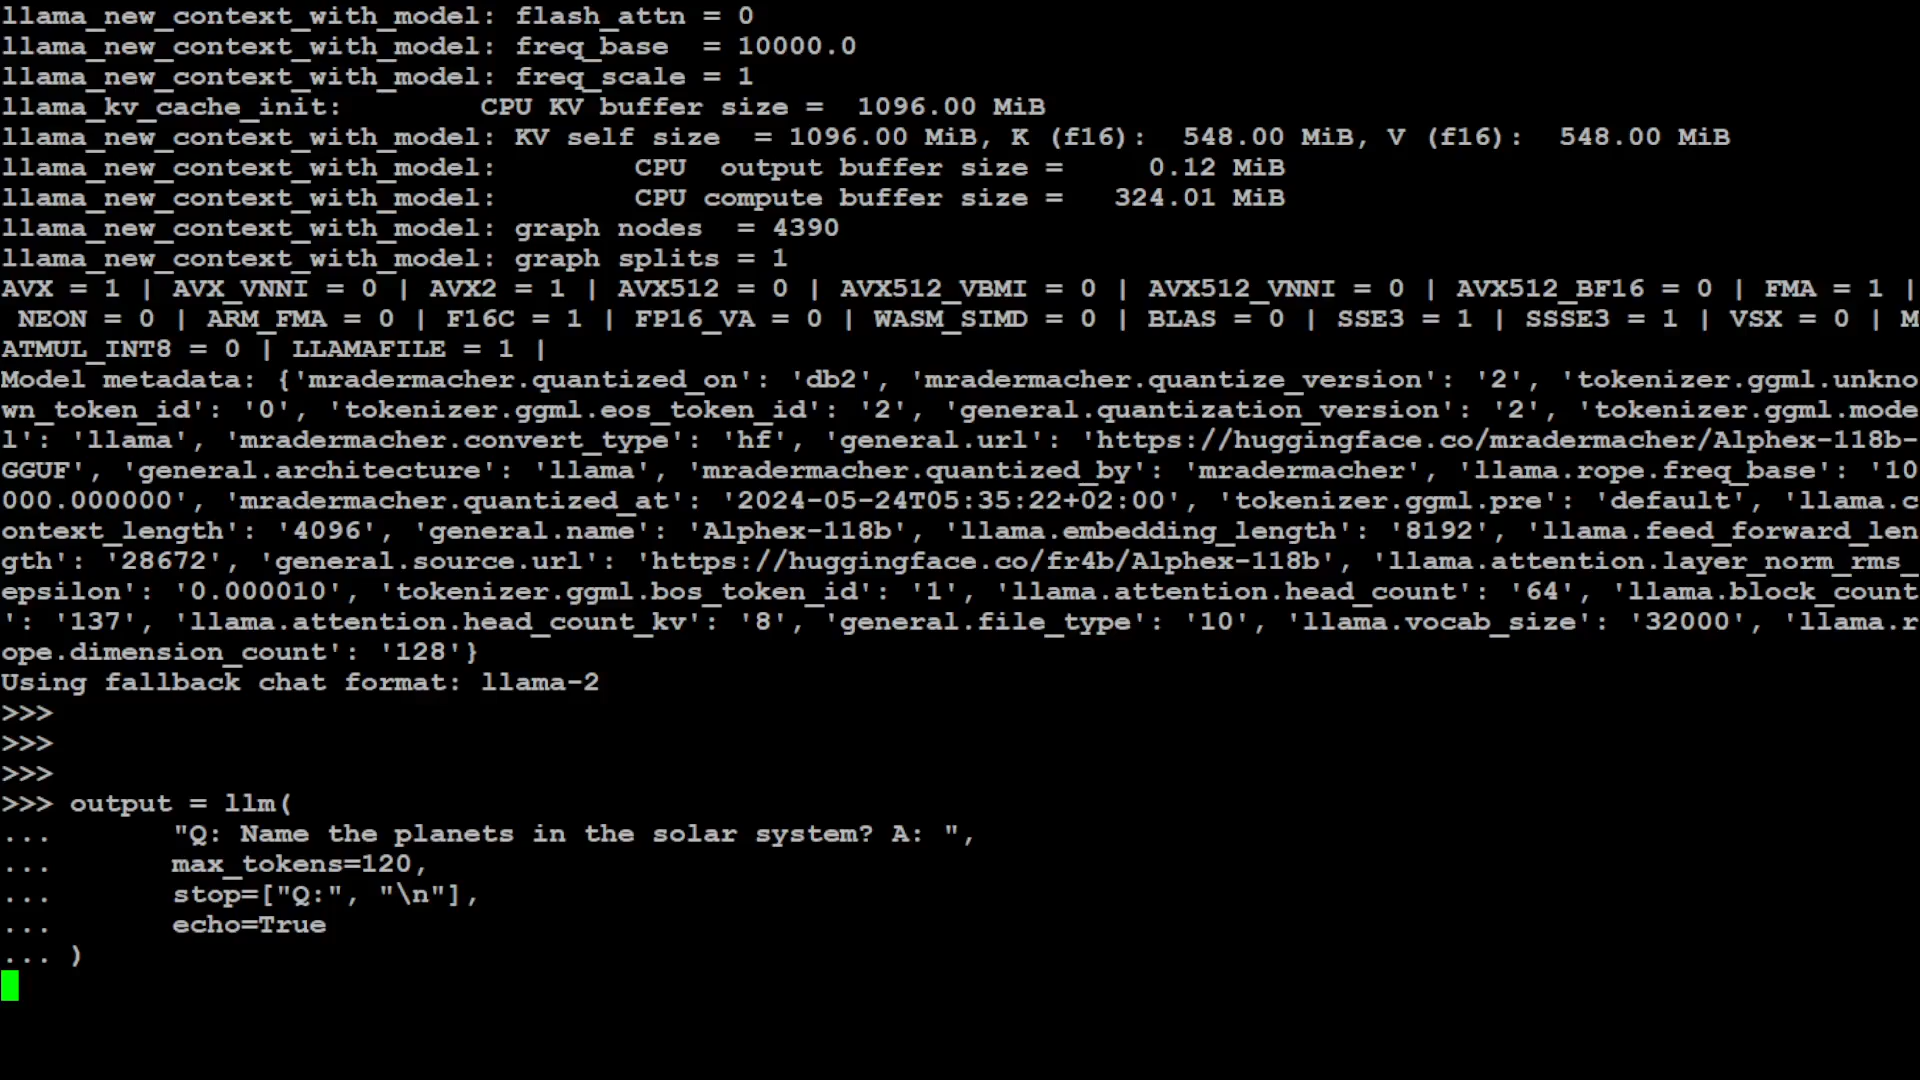 llama_new_context_with_model: flash_attn = 0
llama_new_context_with_model: freq_base  = 10000.0
llama_new_context_with_model: freq_scale = 1
llama_kv_cache_init:        CPU KV buffer size =  1096.00 MiB
llama_new_context_with_model: KV self size  = 1096.00 MiB, K (f16):  548.00 MiB, V (f16):  548.00 MiB
llama_new_context_with_model:        CPU  output buffer size =     0.12 MiB
llama_new_context_with_model:        CPU compute buffer size =   324.01 MiB
llama_new_context_with_model: graph nodes  = 4390
llama_new_context_with_model: graph splits = 1
AVX = 1 | AVX_VNNI = 0 | AVX2 = 1 | AVX512 = 0 | AVX512_VBMI = 0 | AVX512_VNNI = 0 | AVX512_BF16 = 0 | FMA = 1 |
 NEON = 0 | ARM_FMA = 0 | F16C = 1 | FP16_VA = 0 | WASM_SIMD = 0 | BLAS = 0 | SSE3 = 1 | SSSE3 = 1 | VSX = 0 | M
ATMUL_INT8 = 0 | LLAMAFILE = 1 |
Model metadata: {'mradermacher.quantized_on': 'db2', 'mradermacher.quantize_version': '2', 'tokenizer.ggml.unkno
wn_token_id': '0', 'tokenizer.ggml.eos_token_id': '2', 'general.quantization_version': '2', 'tokenizer.ggml.mode
l': 'llama', 'mradermacher.convert_type': 'hf', 'general.url': 'https://huggingface.co/mradermacher/Alphex-118b-
GGUF', 'general.architecture': 'llama', 'mradermacher.quantized_by': 'mradermacher', 'llama.rope.freq_base': '10
000.000000', 'mradermacher.quantized_at': '2024-05-24T05:35:22+02:00', 'tokenizer.ggml.pre': 'default', 'llama.c
ontext_length': '4096', 'general.name': 'Alphex-118b', 'llama.embedding_length': '8192', 'llama.feed_forward_len
gth': '28672', 'general.source.url': 'https://huggingface.co/fr4b/Alphex-118b', 'llama.attention.layer_norm_rms_
epsilon': '0.000010', 'tokenizer.ggml.bos_token_id': '1', 'llama.attention.head_count': '64', 'llama.block_count
': '137', 'llama.attention.head_count_kv': '8', 'general.file_type': '10', 'llama.vocab_size': '32000', 'llama.r
ope.dimension_count': '128'}
Using fallback chat format: llama-2
>>>
>>>
>>>
>>> output = llm(
...       "Q: Name the planets in the solar system? A: ",
...       max_tokens=120,
...       stop=["Q:", "\n"],
...       echo=True
... )